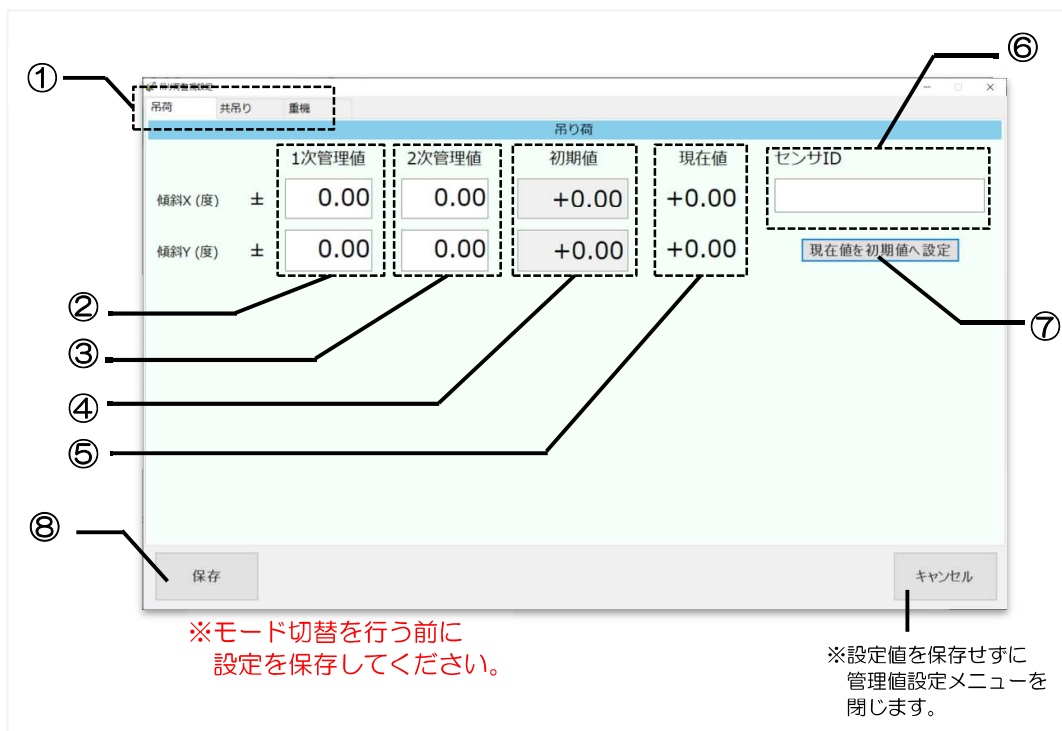 ⑥
①
吊荷 共吊り 重機
吊り荷
1次管理値 2次管理値 初期値 現在値 センサID
傾斜X (度) ± 0.00 0.00 +0.00 +0.00
傾斜Y (度) ± 0.00 0.00 +0.00 +0.00 現在値を初期値へ設定
②
⑦
③
④
⑤
⑧
保存 キャンセル
※モード切替を行う前に
設定を保存してください。
※設定値を保存せずに
管理値設定メニューを
閉じます。